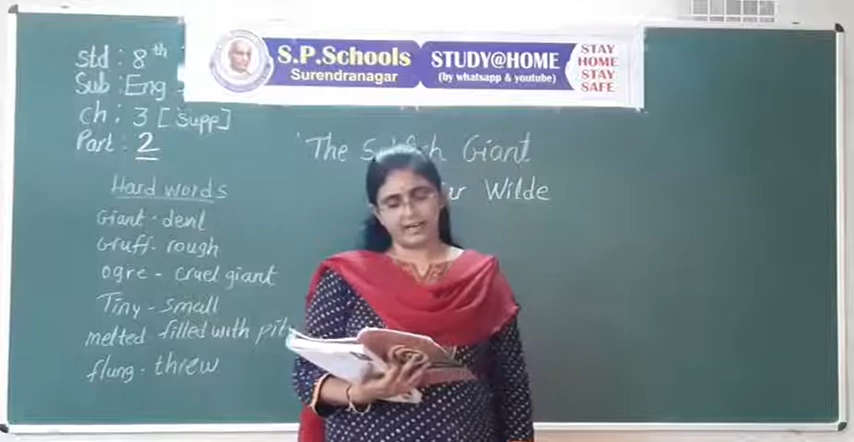 S.P.Schools
Surendranagar
STUDY@HOME
(by whatsapp & youtube)
STAY
HOME
STAY
SAFE
Std : 8th
Sub : Eng
Ch : 3 [Supp]
Part : 2
The Giant
Wilde
Hard words
Giant - dent
Gruff - rough
ogre - cruel giant
Tiny - small
melted - filled with pity
flung - threw